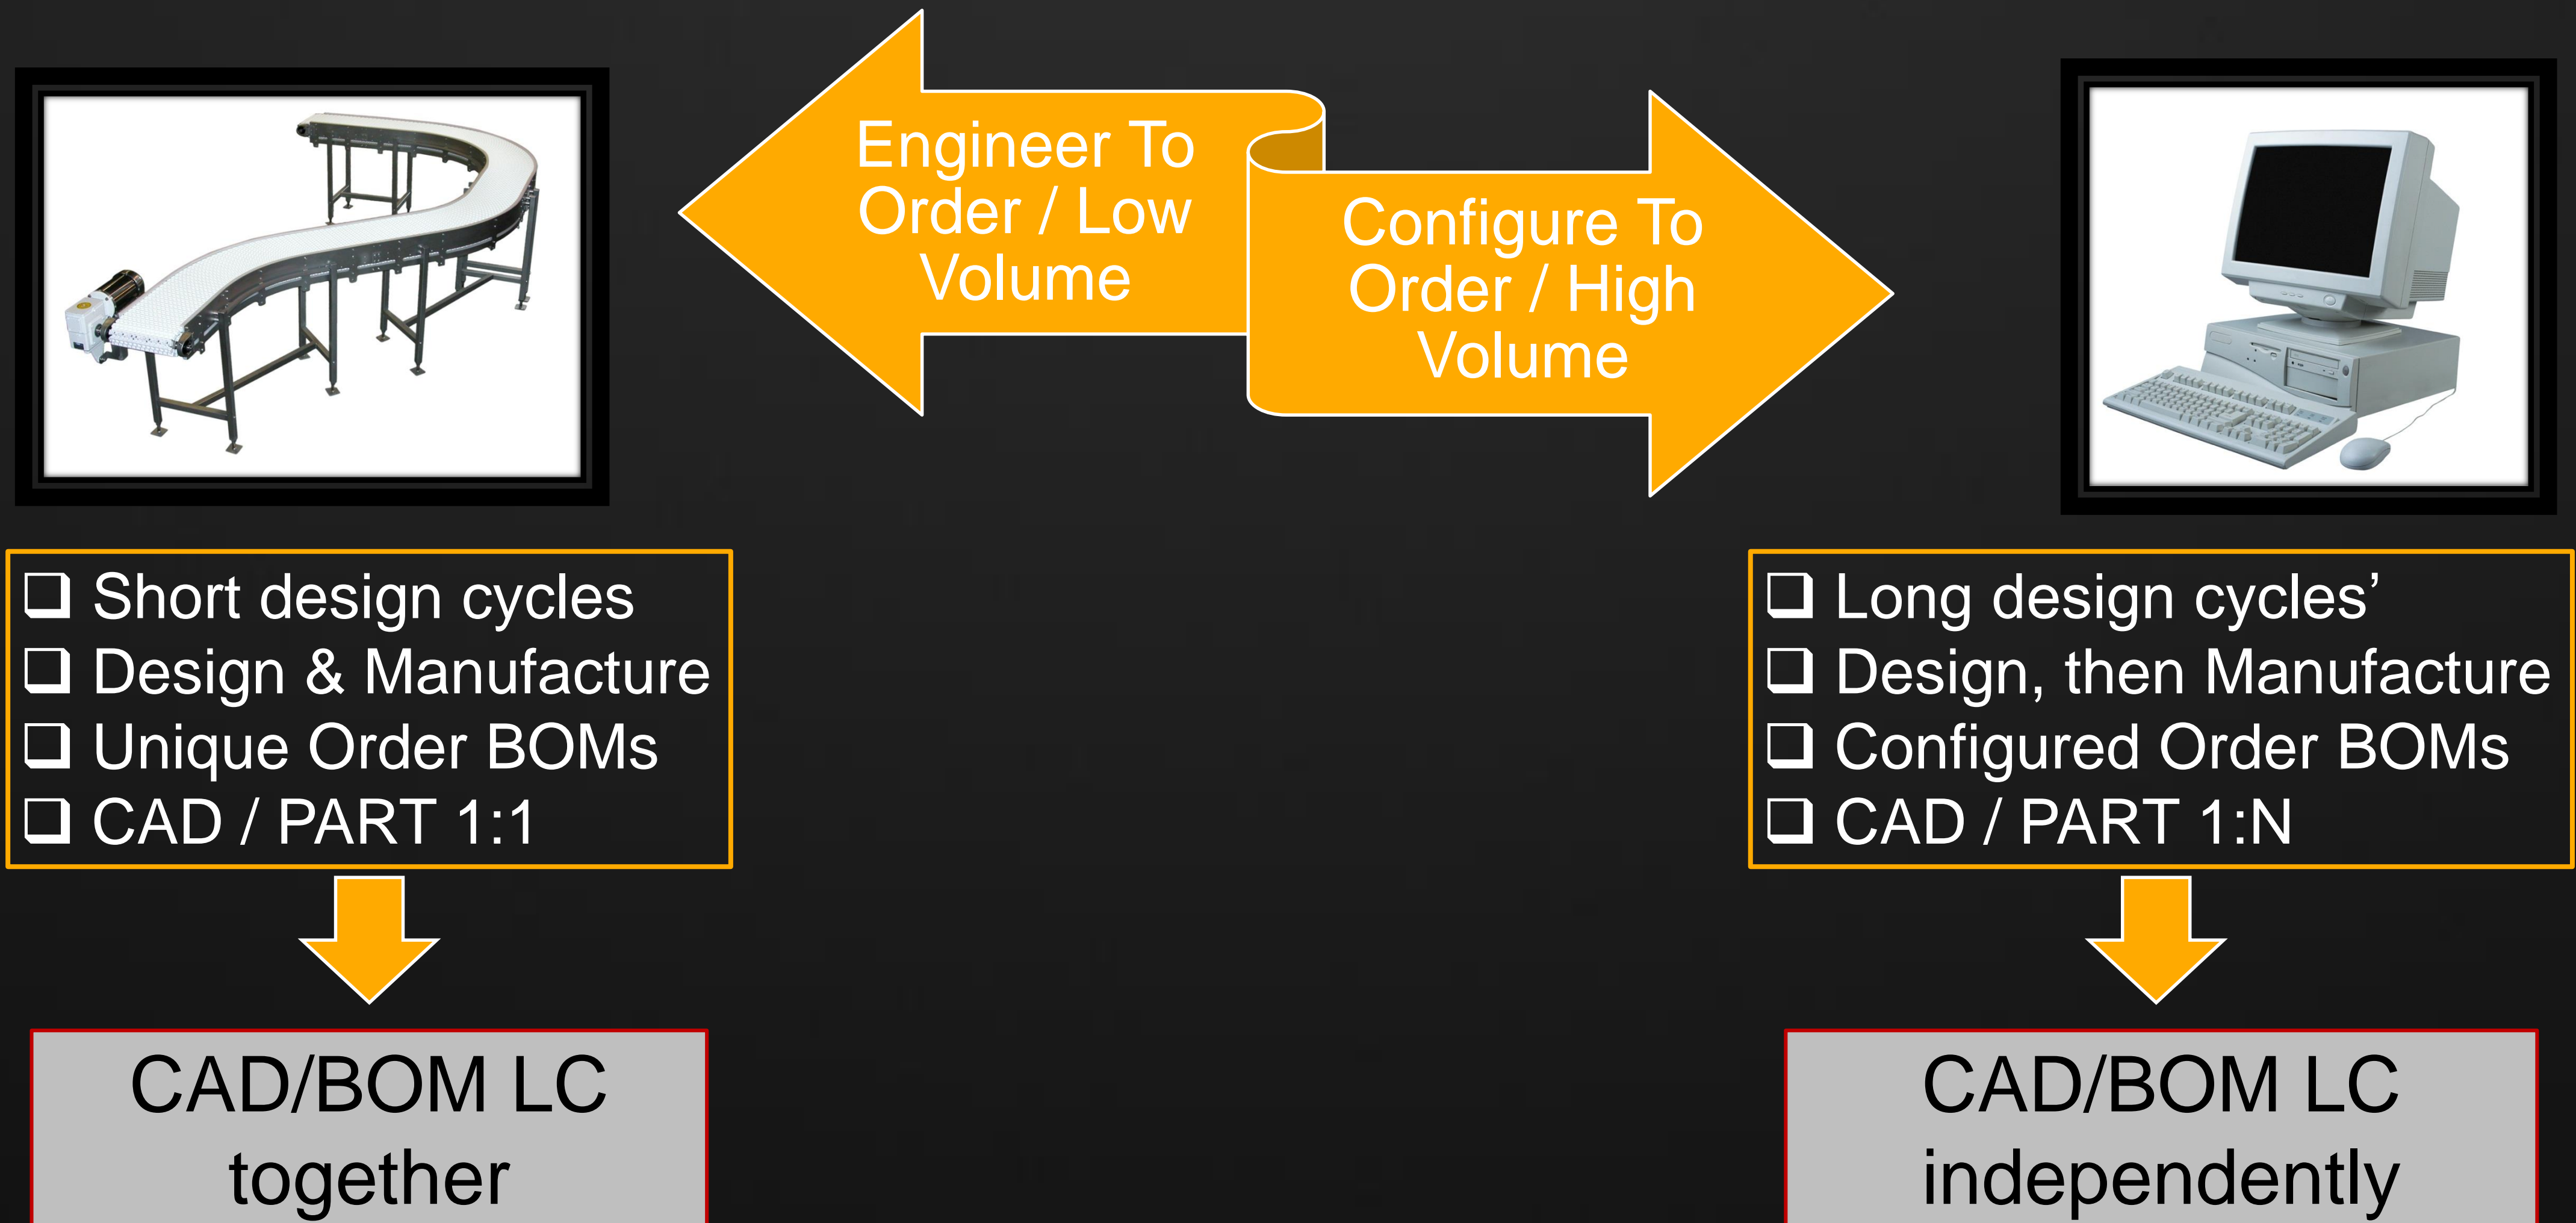 Engineer To
Order / Low
Volume
Configure To
Order / High
Volume
❑ Short design cycles
❑ Design & Manufacture
❑ Unique Order BOMs
❑ CAD / PART 1:1
❑ Long design cycles’
❑ Design, then Manufacture
❑ Configured Order BOMs
❑ CAD / PART 1:N
CAD/BOM LC
together
CAD/BOM LC
independently